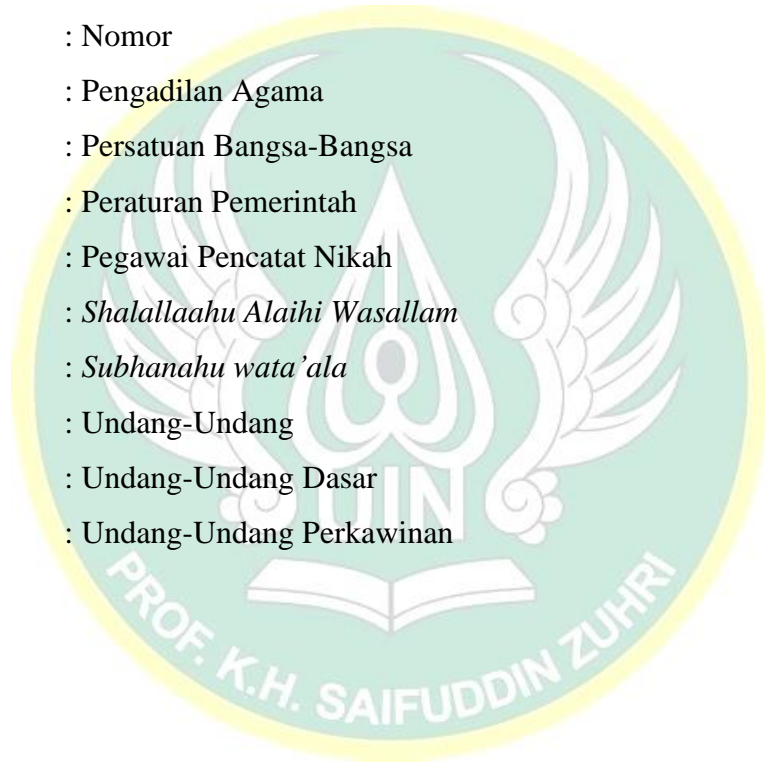 : Nomor
: Pengadilan Agama
: Persatuan Bangsa-Bangsa
: Peraturan Pemerintah
: Pegawai Pencatat Nikah
: Shalallaahu Alaihi Wasallam
: Subhanahu wata’ala
: Undang-Undang
: Undang-Undang Dasar
: Undang-Undang Perkawinan
UIN
PROF. K.H. SAIFUDDIN ZUHRI